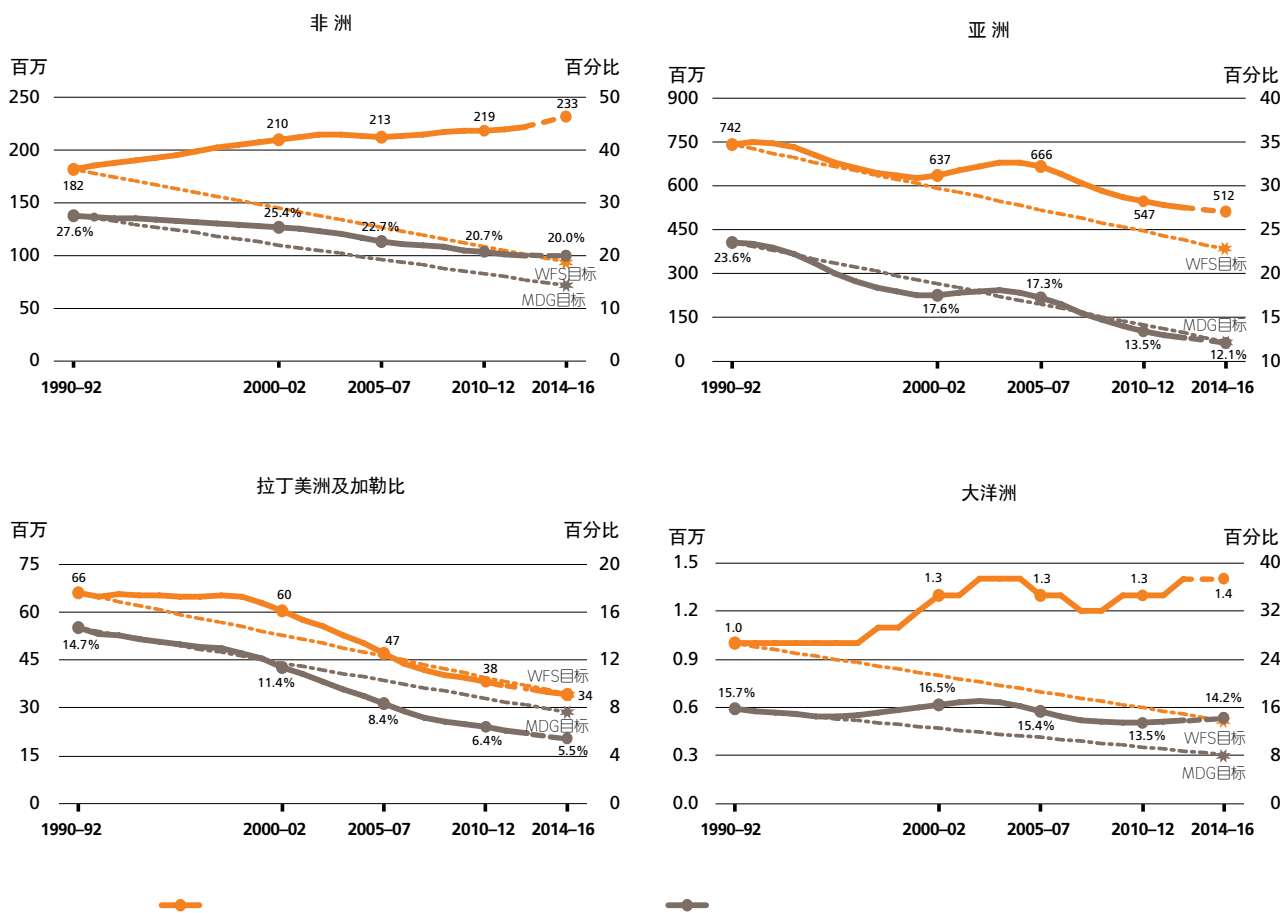 非 洲
百万 百分比
250 50
233
210 213 219
200 40
182
150 30
27.6% 25.4% 22.7% 20.7% 20.0%
100 20
WFS目标
MDG目标
50 10
0 0
1990–92 2000–02 2005–07 2010–12 2014–16
亚 洲
百万 百分比
900 40
742
750 35
637 666
600 30
547 512
450 25
23.6%
WFS目标
300 20
17.6% 17.3%
150 15
MDG目标
13.5% 12.1%
0 10
1990–92 2000–02 2005–07 2010–12 2014–16
拉丁美洲及加勒比
百万 百分比
75 20
66
60 16
60
47
45 12
14.7%
38
WFS目标
34
11.4%
30 8
8.4%
MDG目标
6.4%
5.5%
15 4
0 0
1990–92 2000–02 2005–07 2010–12 2014–16
大洋洲
百万 百分比
1.5 40
1.3 1.3 1.3
1.4
1.2 32
1.0
0.9 24
15.7% 16.5% 14.2%
0.6 16
15.4% 13.5%
WFS目标
0.3 8
MDG目标
0.0 0
1990–92 2000–02 2005–07 2010–12 2014–16